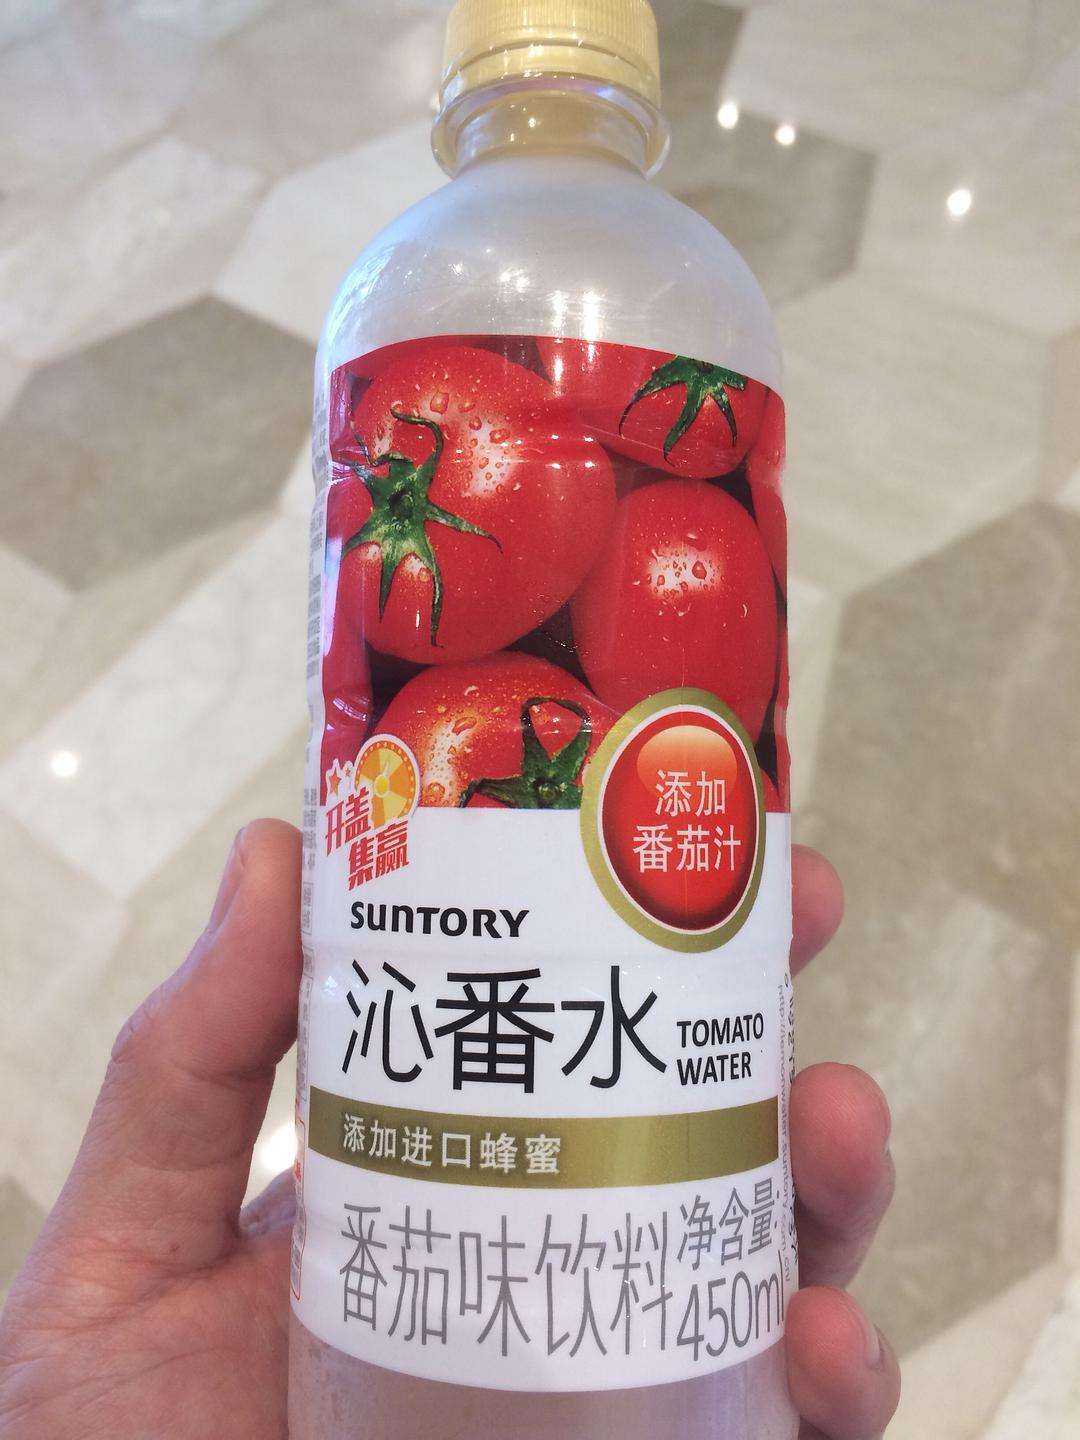 添加
番茄汁
开盖
集赢
SUNTORY
沁番水
TOMATO
WATER
添加进口蜂蜜
番茄味饮料
净含量:
450ml